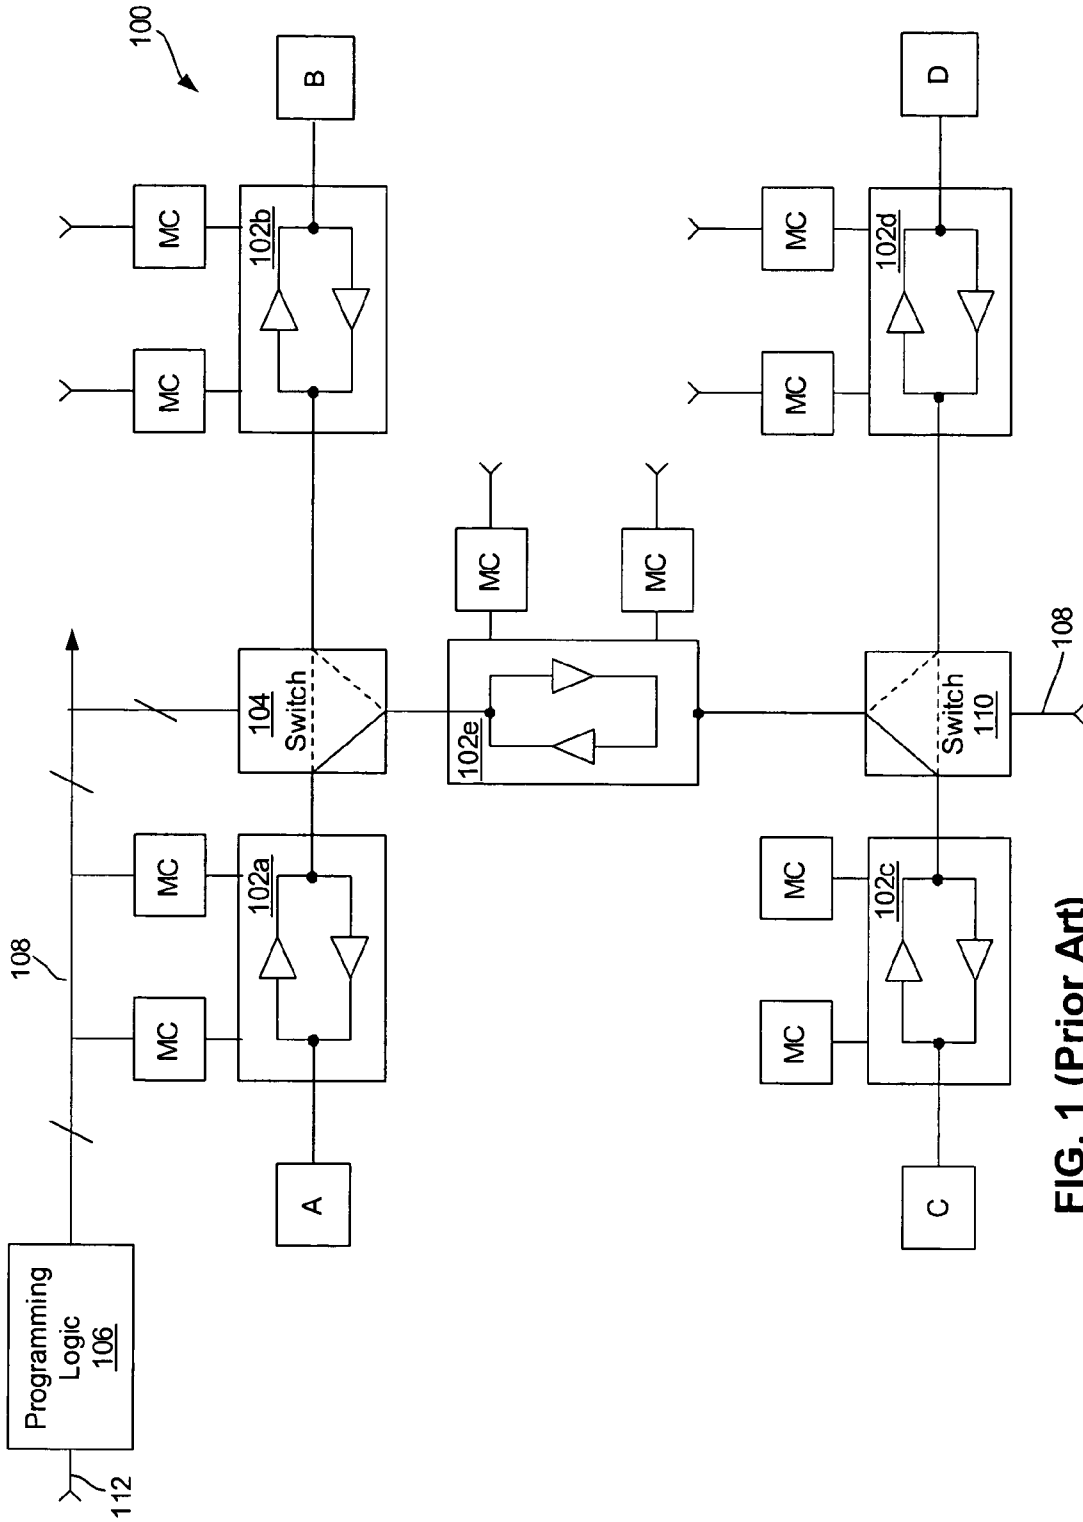 100
Programming
Logic
106
112
108
MC
MC
MC
MC
102a
104
Switch
102b
A
B
102e
MC
MC
MC
MC
MC
MC
102c
Switch
110
102d
C
D
108
FIG. 1 (Prior Art)